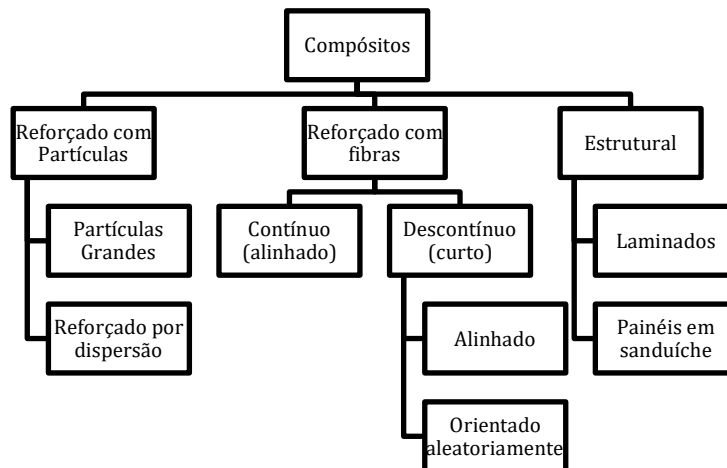 Compósitos
Reforçado com
Partículas
Reforçado com
fibras
Estrutural
Partículas
Grandes
Contínuo
(alinhado)
Descontínuo
(curto)
Laminados
Reforçado por
dispersão
Alinhado
Painéis em
sanduíche
Orientado
aleatoriamente